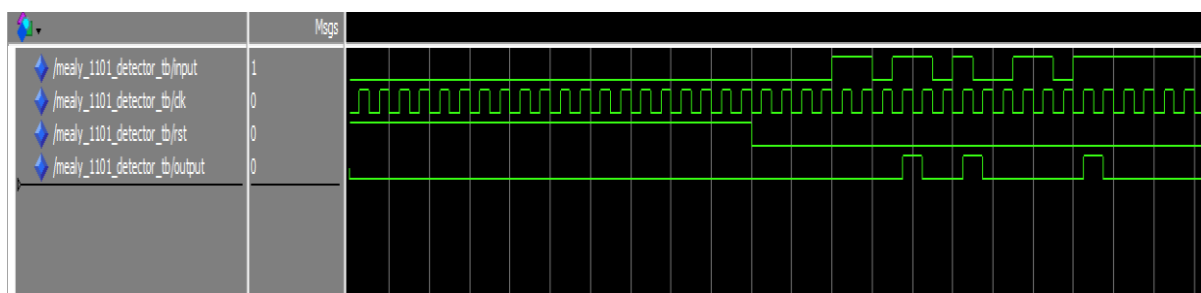 Msgs
/mealy_1101_detector_tb/input 1
/mealy_1101_detector_tb/clk 0
/mealy_1101_detector_tb/rst 0
/mealy_1101_detector_tb/output 0